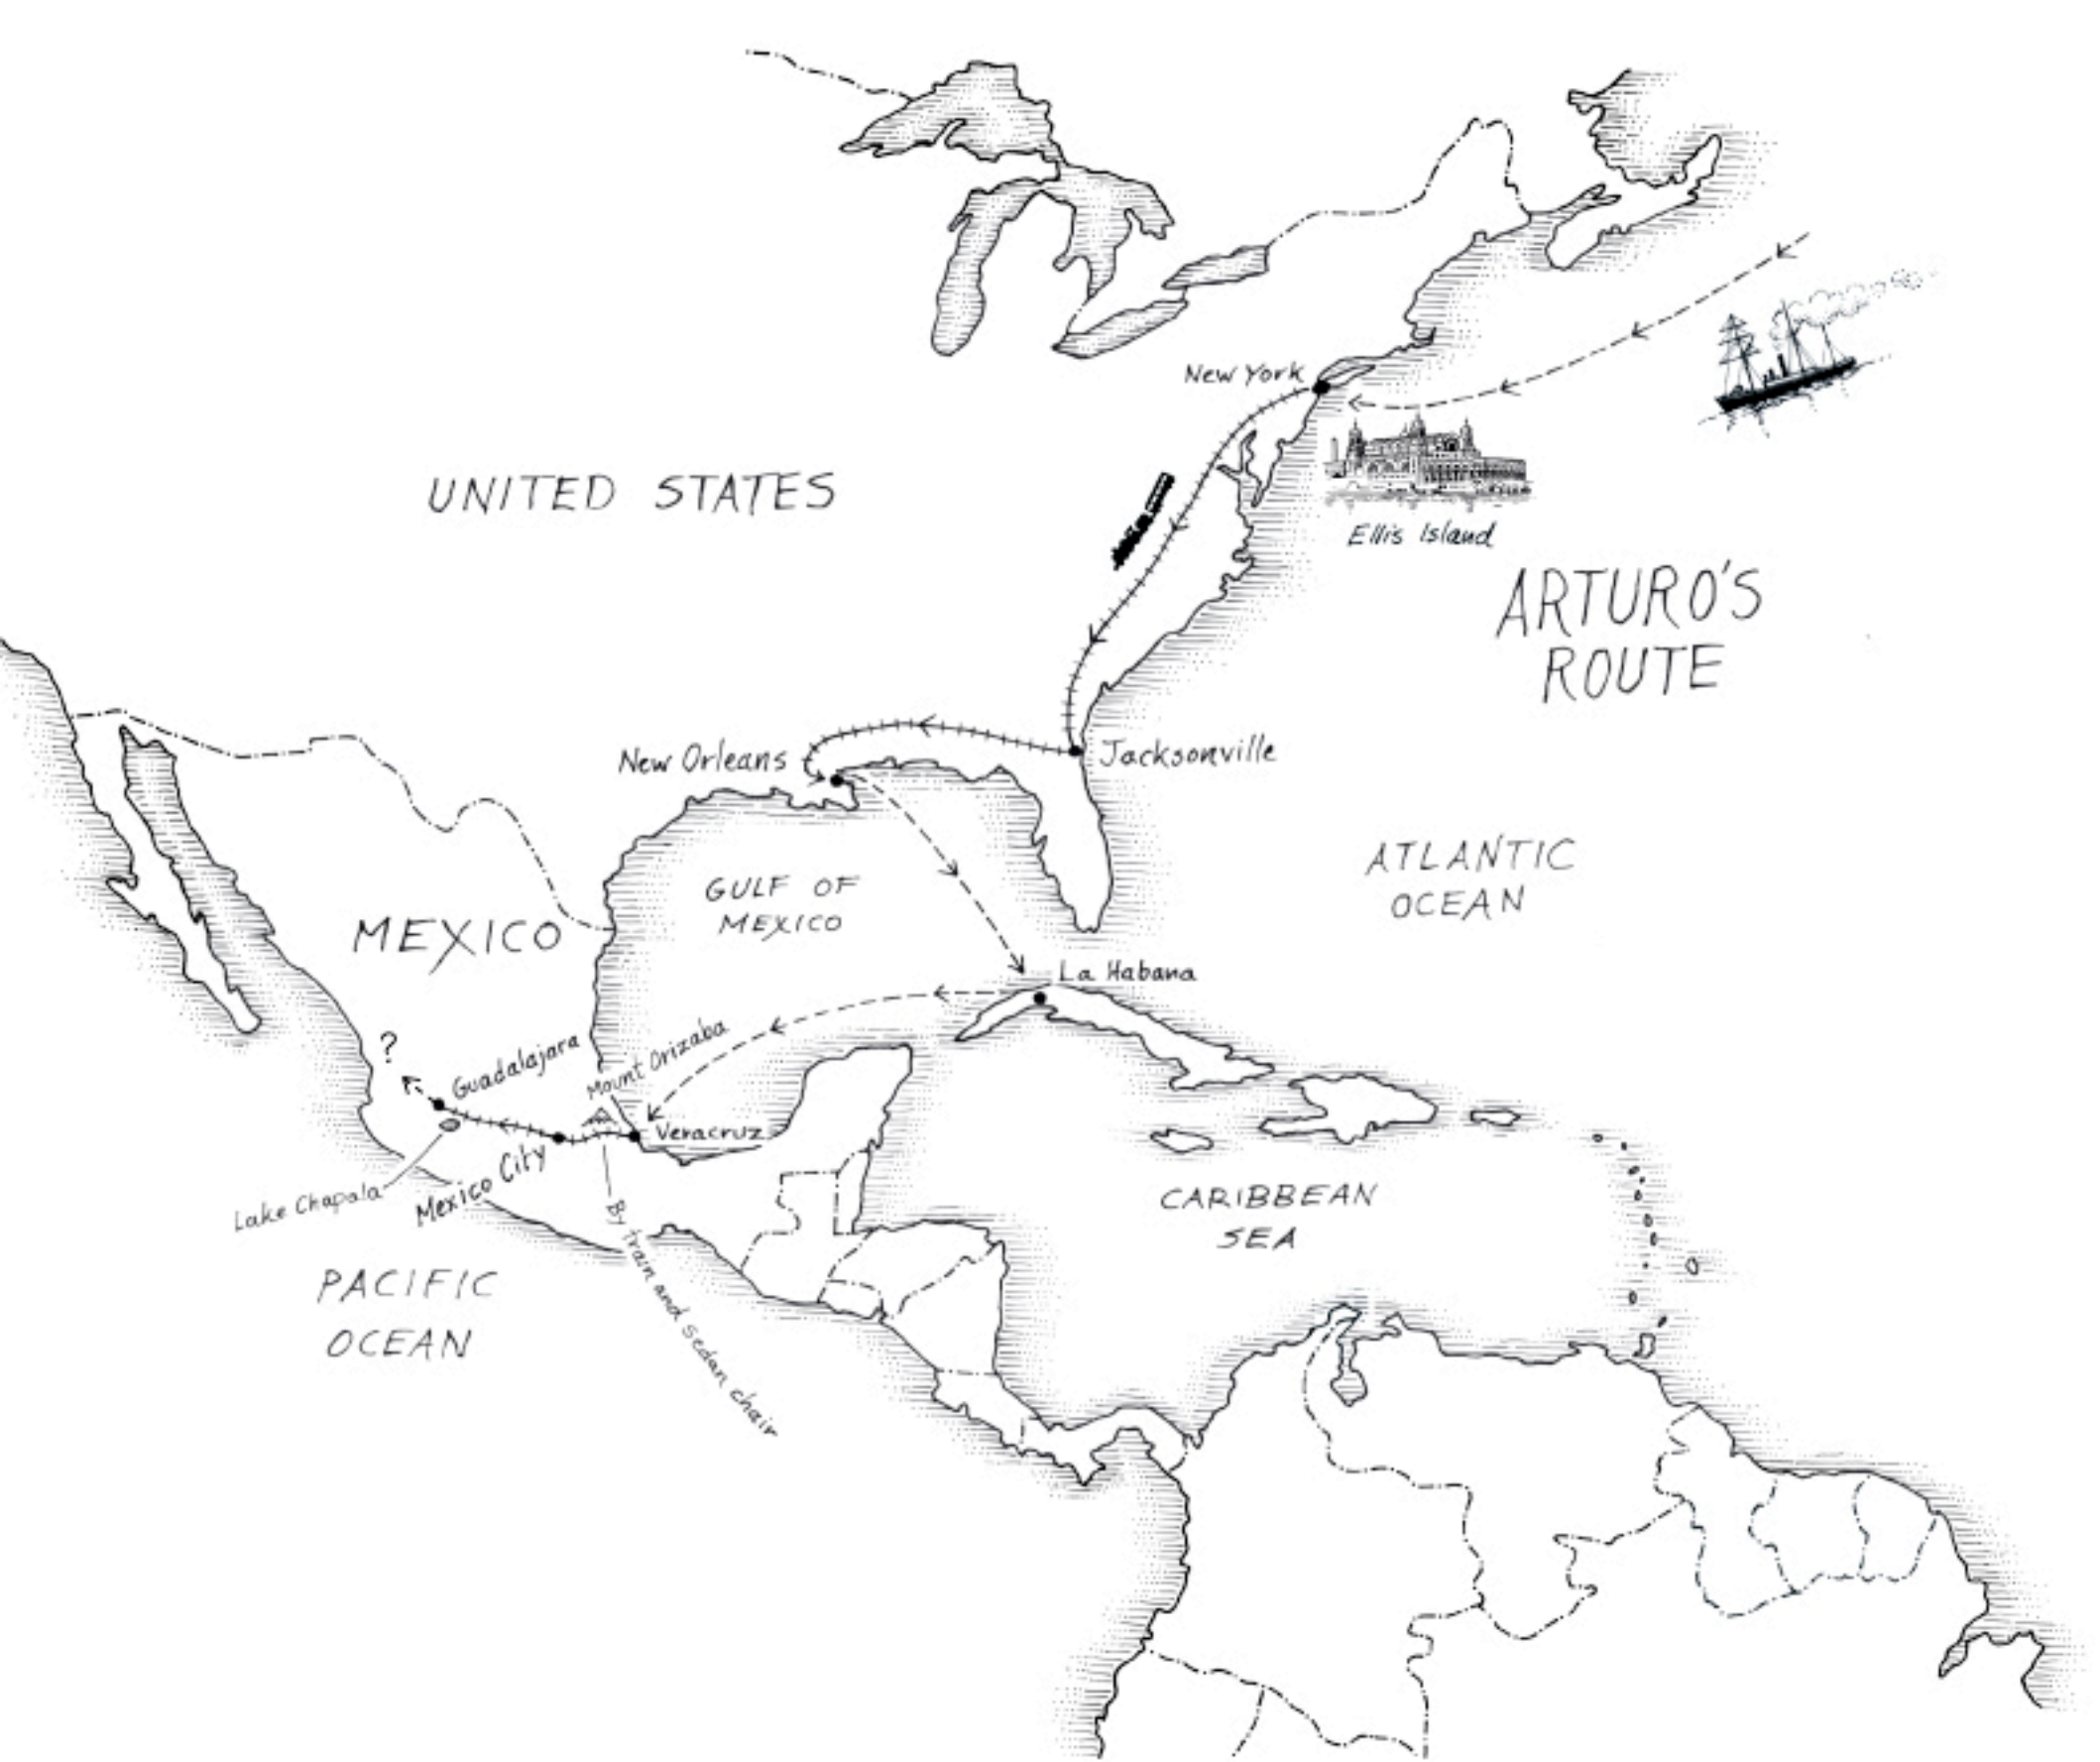 New York
UNITED STATES
Ellis Island
ARTURO'S
ROUTE
New Orleans
Jacksonville
ATLANTIC
OCEAN
GULF OF
MEXICO
MEXICO
La Habana
?
Guadalajara
Mount Orizaba
Veracruz
Mexico City
Lake Chapala
By train and sedan chair
CARIBBEAN
SEA
PACIFIC
OCEAN